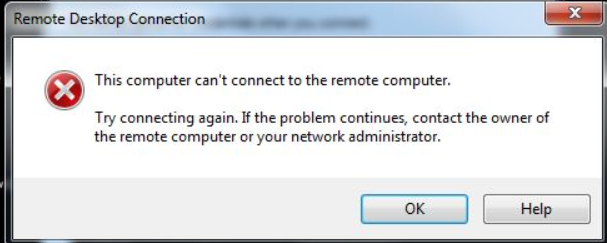 Remote Desktop Connection
This computer can't connect to the remote computer.
Try connecting again. If the problem continues, contact the owner of
the remote computer or your network administrator.
OK
Help